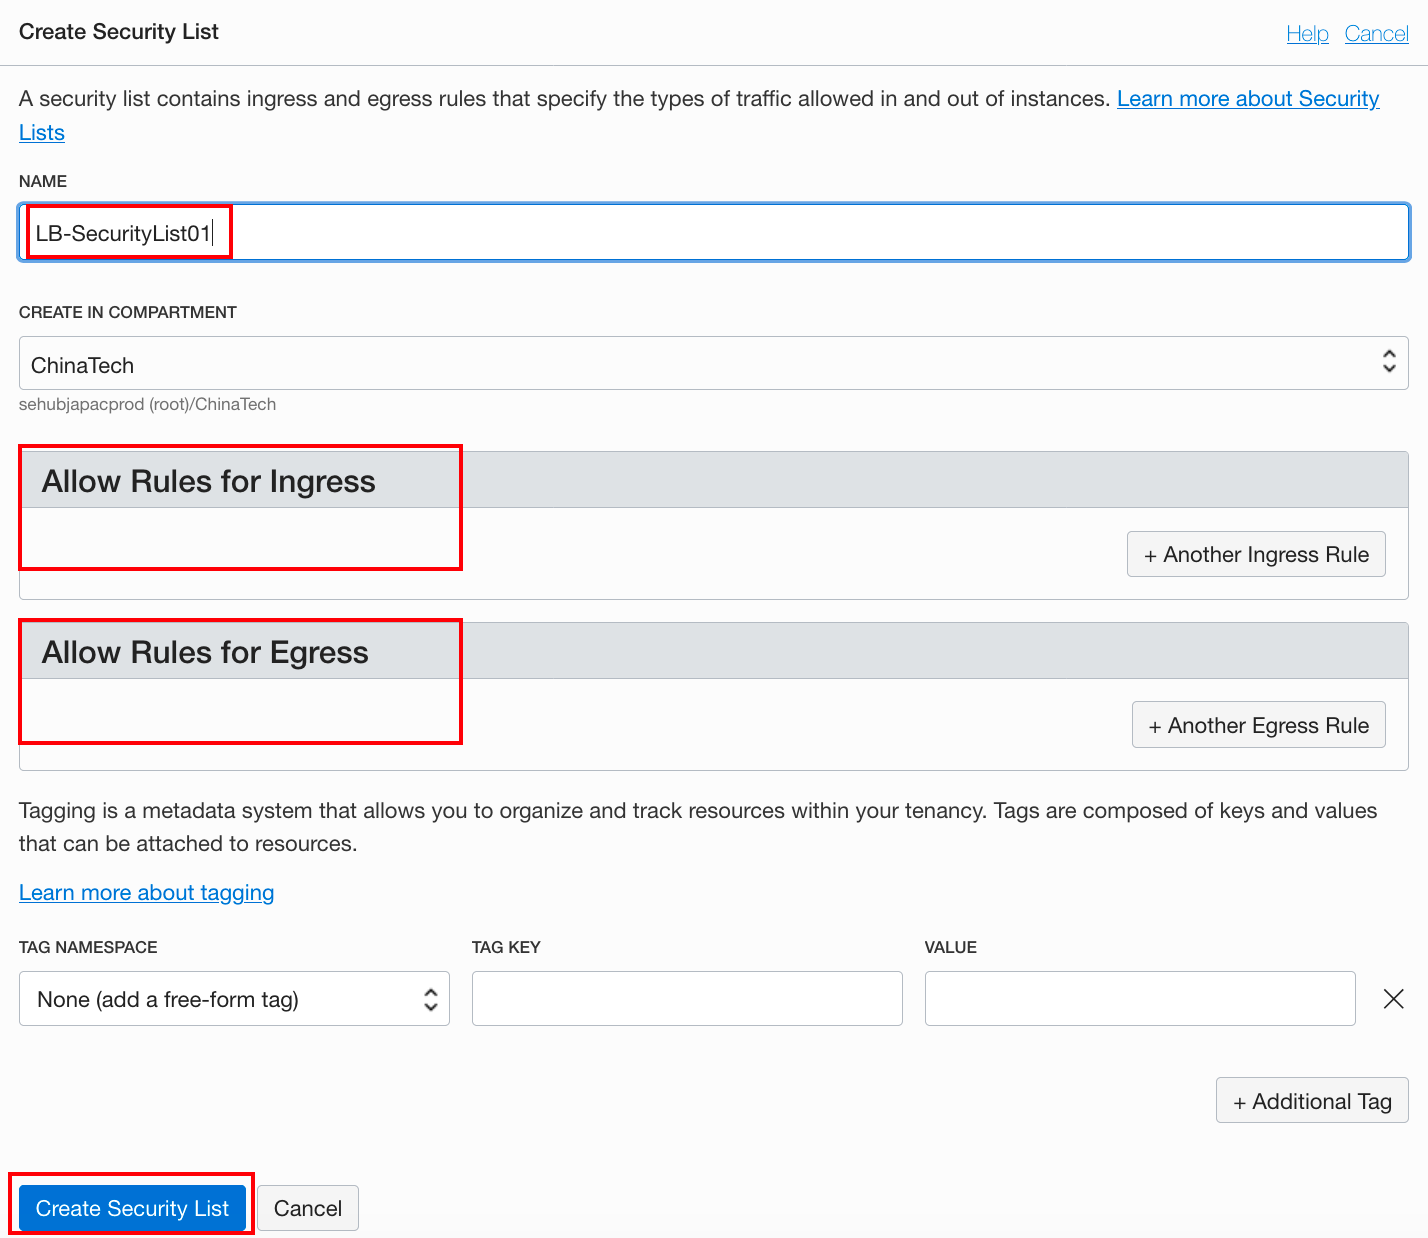 Create Security List
Help Cancel
A security list contains ingress and egress rules that specify the types of traffic allowed in and out of instances. Learn more about Security
Lists
NAME
LB-SecurityList01
CREATE IN COMPARTMENT
ChinaTech
sehubjapacprod (root)/ChinaTech
Allow Rules for Ingress
+ Another Ingress Rule
Allow Rules for Egress
+ Another Egress Rule
Tagging is a metadata system that allows you to organize and track resources within your tenancy. Tags are composed of keys and values
that can be attached to resources.
Learn more about tagging
TAG NAMESPACE TAG KEY VALUE
None (add a free-form tag)
+ Additional Tag
Create Security List Cancel